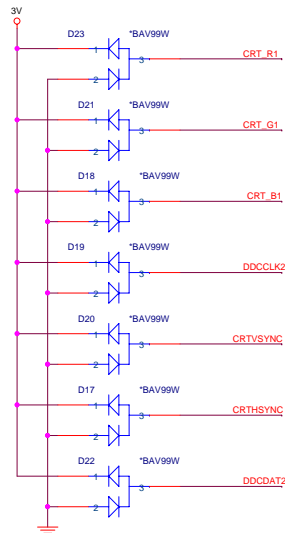 3V
D23 *BAV99W
1
3 CRT_R1
2
D21 *BAV99W
1
3 CRT_G1
2
D18 *BAV99W
1
3 CRT_B1
2
D19 *BAV99W
1
3 DDCCLK2
2
D20 *BAV99W
1
3 CRTVSYNC
2
D17 *BAV99W
1
3 CRTHSYNC
2
D22 *BAV99W
1
3 DDCDAT2
2